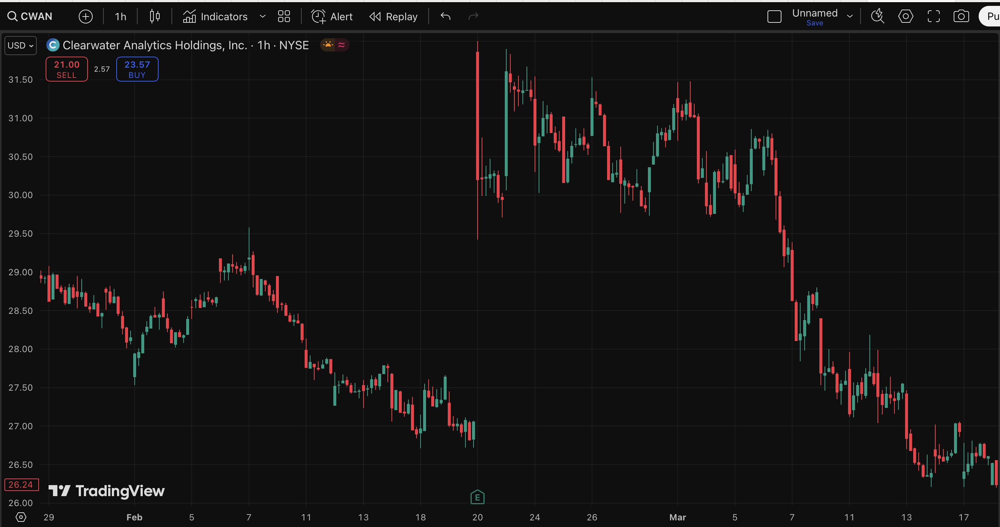 CWAN 1h Indicators Alert Replay Unnamed Pu
Save
USD Clearwater Analytics Holdings, Inc. · 1h · NYSE
21.00 2.57 23.57
SELL BUY
31.50
31.00
30.50
30.00
29.50
29.00
28.50
28.00
27.50
27.00
26.50
26.24
TradingView
E
26.00
29 Feb 5 7 11 13 18 20 24 26 Mar 5 7 11 13 17